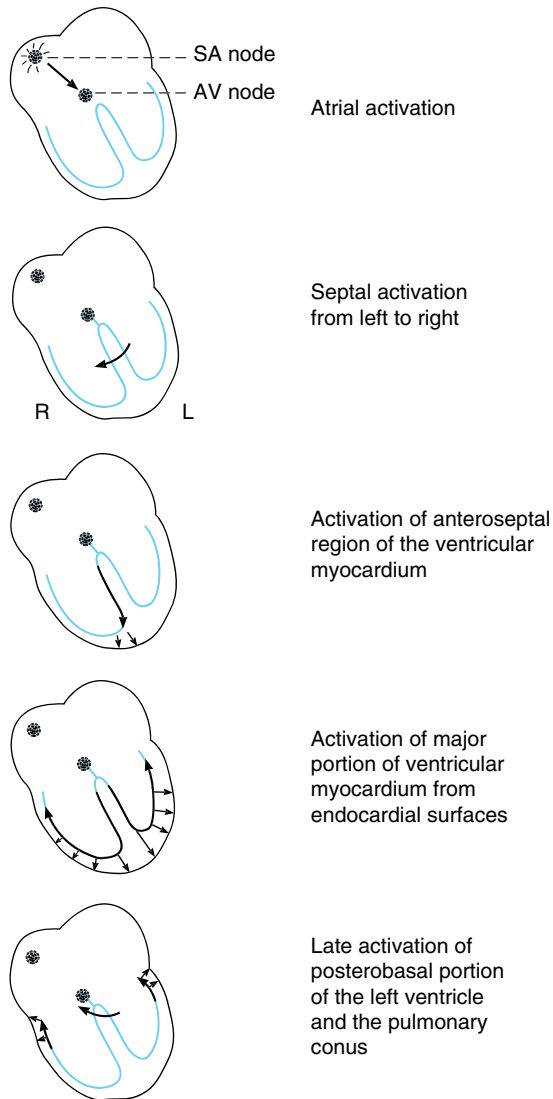 SA node
AV node
Atrial activation
Septal activation
from left to right
R
L
Activation of anteroseptal
region of the ventricular
myocardium
Activation of major
portion of ventricular
myocardium from
endocardial surfaces
Late activation of
posterobasal portion
of the left ventricle
and the pulmonary
conus